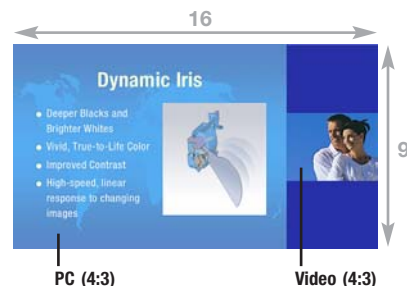 16
Dynamic Iris
• Deeper Blacks and
Brighter Whites
• Vivid, True-to-Life Color
• Improved Contrast
• High-speed, linear
response to changing
images
9
PC (4:3)
Video (4:3)